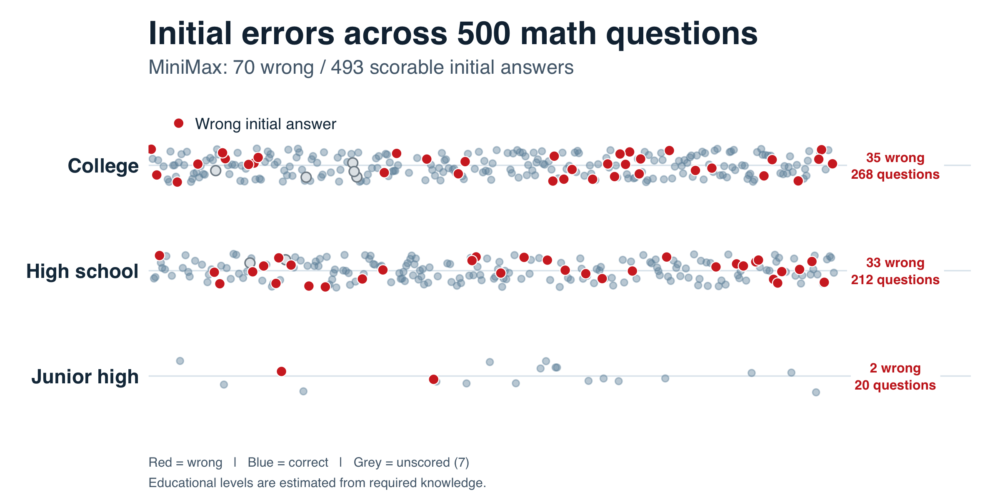 Initial errors across 500 math questions
MiniMax: 70 wrong / 493 scorable initial answers
Wrong initial answer
College
35 wrong
268 questions
High school
33 wrong
212 questions
Junior high
2 wrong
20 questions
Red = wrong | Blue = correct | Grey = unscored (7)
Educational levels are estimated from required knowledge.